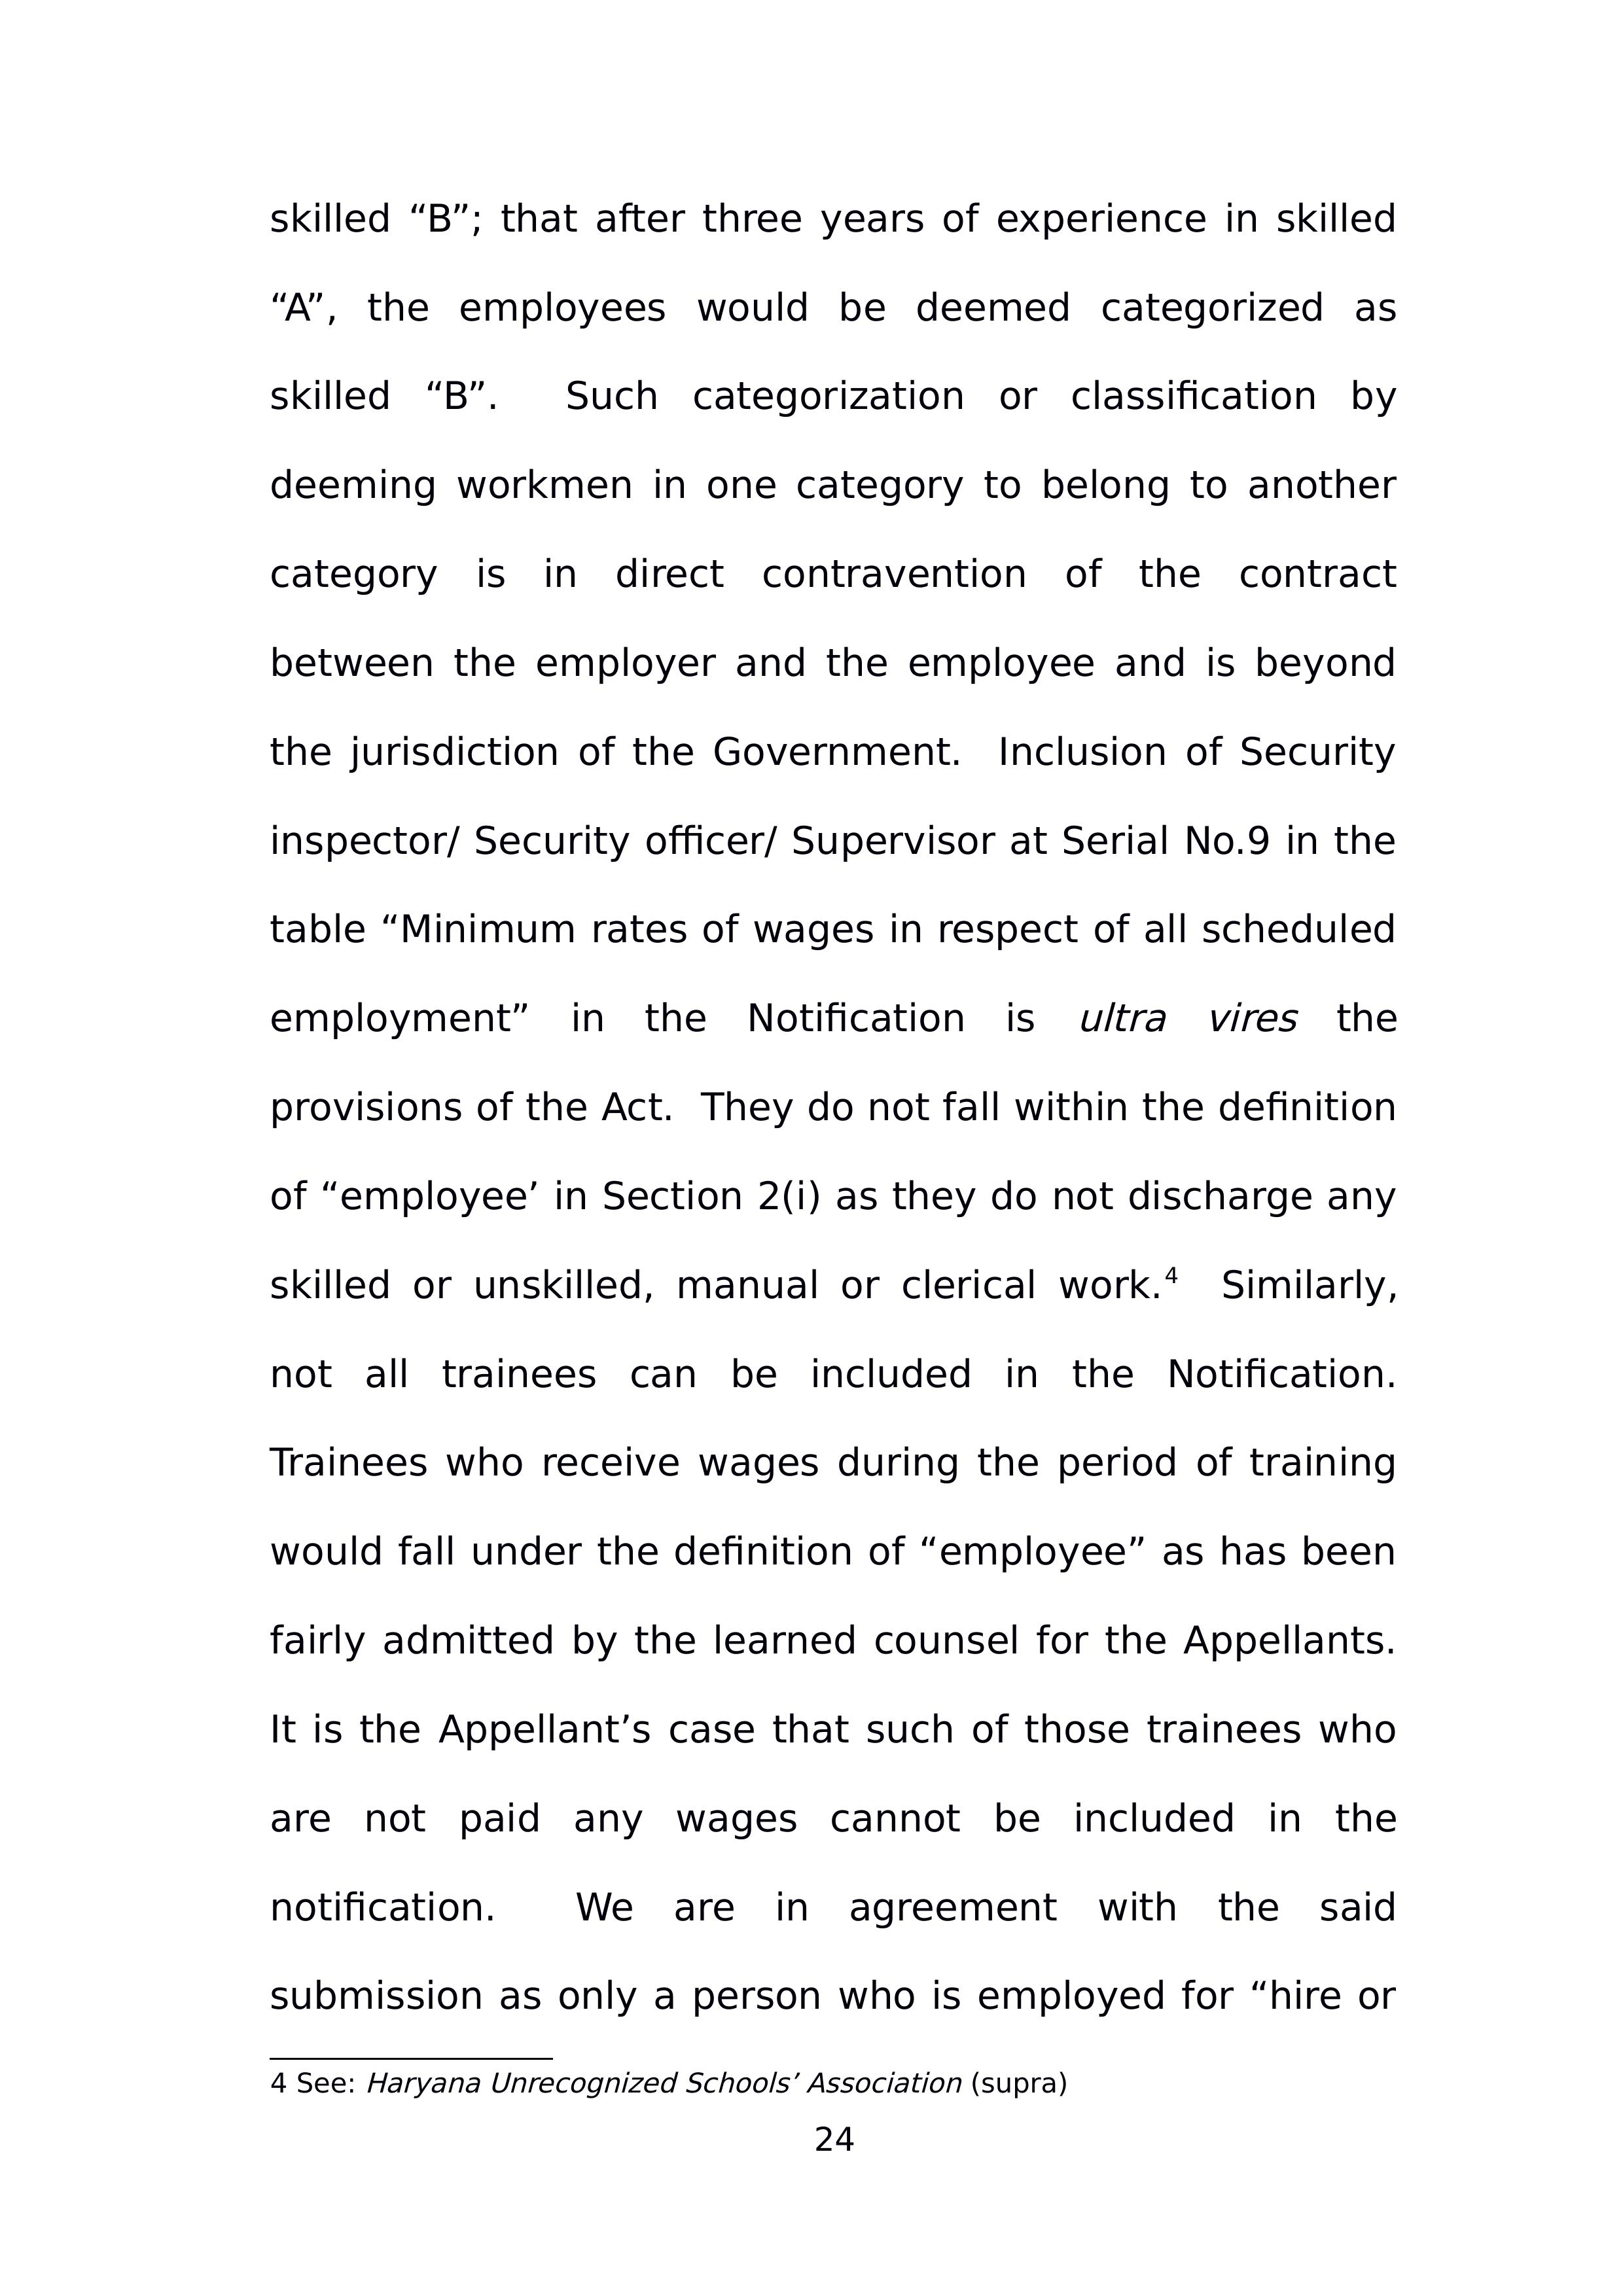 skilled “B”; that after three years of experience in skilled
“A”, the employees would be deemed categorized as
skilled “B”.  Such categorization or classification by
deeming workmen in one category to belong to another
category is in direct contravention of the contract
between the employer and the employee and is beyond
the jurisdiction of the Government.  Inclusion of Security
inspector/ Security officer/ Supervisor at Serial No.9 in the
table “Minimum rates of wages in respect of all scheduled
employment” in the Notification is ultra vires the
provisions of the Act.  They do not fall within the definition
of “employee’ in Section 2(i) as they do not discharge any
skilled or unskilled, manual or clerical work.4  Similarly,
not all trainees can be included in the Notification.
Trainees who receive wages during the period of training
would fall under the definition of “employee” as has been
fairly admitted by the learned counsel for the Appellants.
It is the Appellant’s case that such of those trainees who
are not paid any wages cannot be included in the
notification.  We are in agreement with the said
submission as only a person who is employed for “hire or
4 See: Haryana Unrecognized Schools’ Association (supra)
24